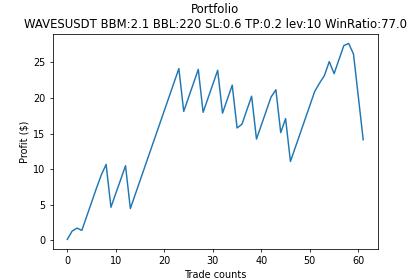 Portfolio
WAVESUSDT BBM:2.1 BBL:220 SL:0.6 TP:0.2 lev:10 WinRatio:77.0
25
20
15
10
5
0
Profit ($)
0 10 20 30 40 50 60
Trade counts